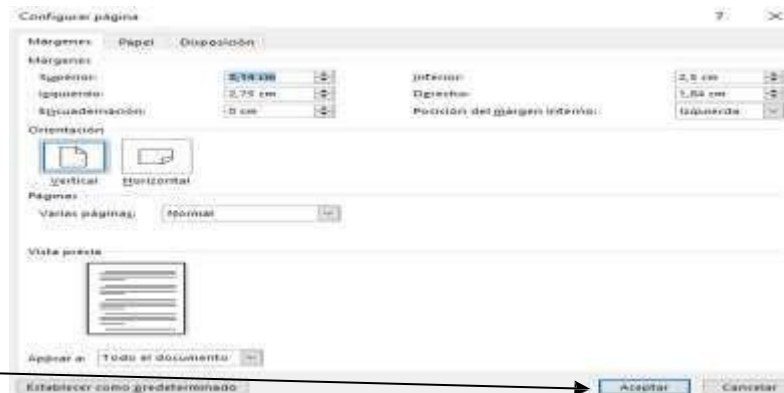 Configurar página ? ×
Márgenes Papel Disposición
Márgenes
Superior: Inferior: 2,5 cm
Izquierdo: 2,75 cm Derecho: 1,84 cm
Encuadernación: 0 cm Posición del margen interno: Izquierda
Orientación
Vertical Horizontal
Páginas
Varias páginas: Normal
Vista previa
Aplicar a: Todo el documento
Establecer como predeterminado Aceptar Cancelar